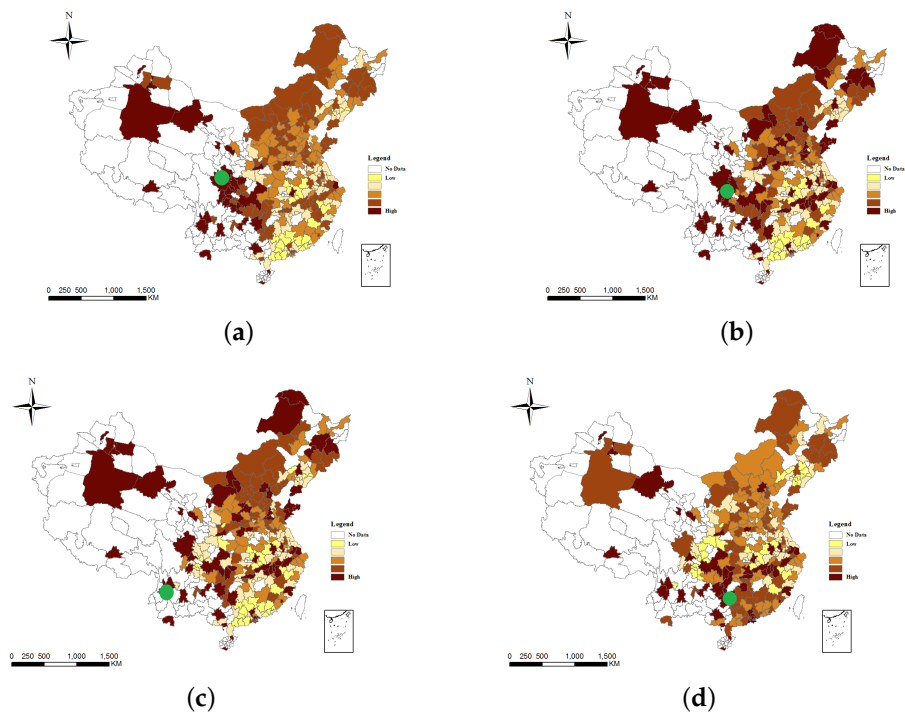 N
Legend
No Data
Low
High
0 250 500 1,000 1,500
KM
(a)
N
Legend
No Data
Low
High
0 250 500 1,000 1,500
KM
(b)
N
Legend
No Data
Low
High
0 250 500 1,000 1,500
KM
(c)
N
Legend
No Data
Low
High
0 250 500 1,000 1,500
KM
(d)